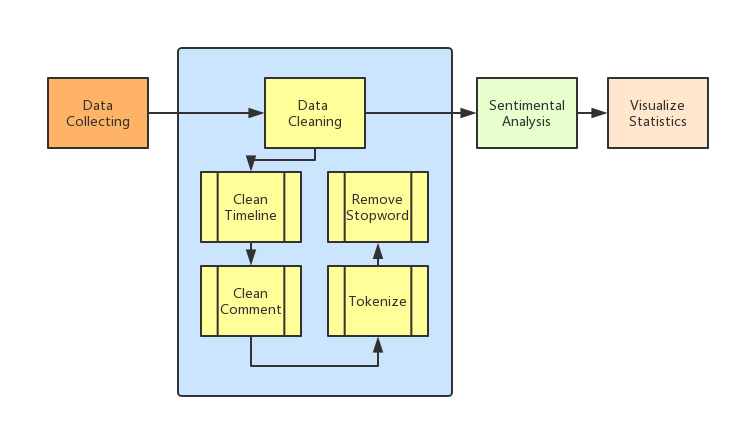 Data
Collecting
Data
Cleaning
Sentimental
Analysis
Visualize
Statistics
Clean
Timeline
Remove
Stopword
Clean
Comment
Tokenize